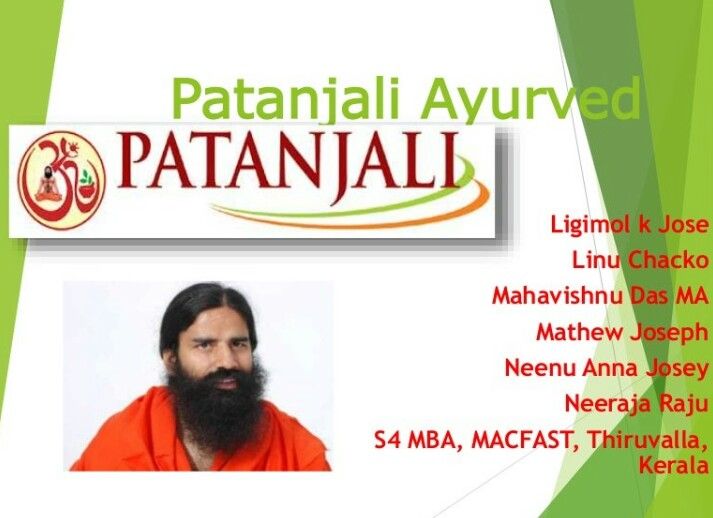 Patanjali Ayurved
PATANJALI
Ligimol k Jose
Linu Chacko
Mahavishnu Das MA
Mathew Joseph
Neenu Anna Josey
Neeraja Raju
S4 MBA, MACFAST, Thiruvalla,
Kerala